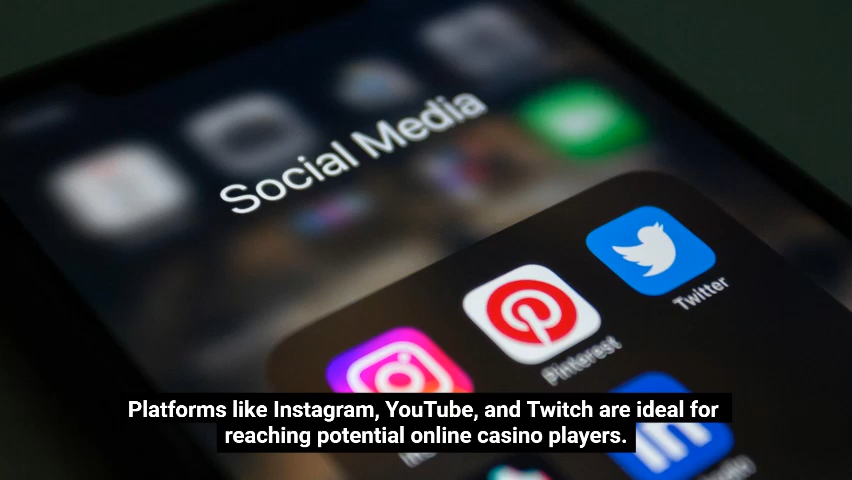 Social Media
Twitter
Pinterest
Platforms like Instagram, YouTube, and Twitch are ideal for
reaching potential online casino players.